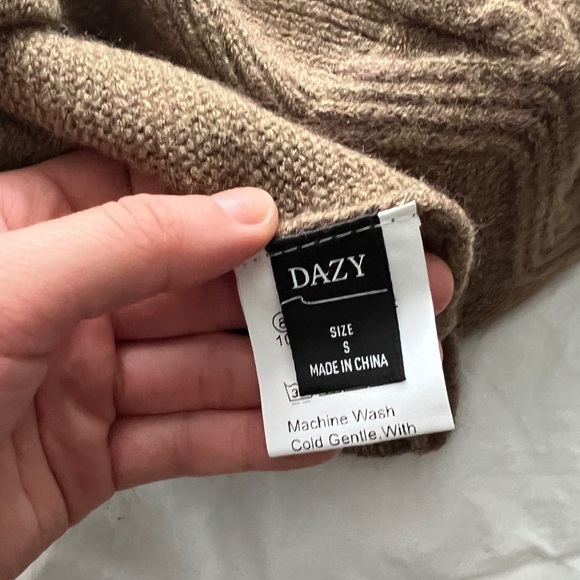 DAZY
SIZE
S
MADE IN CHINA
Machine Wash
Cold Gentle.With